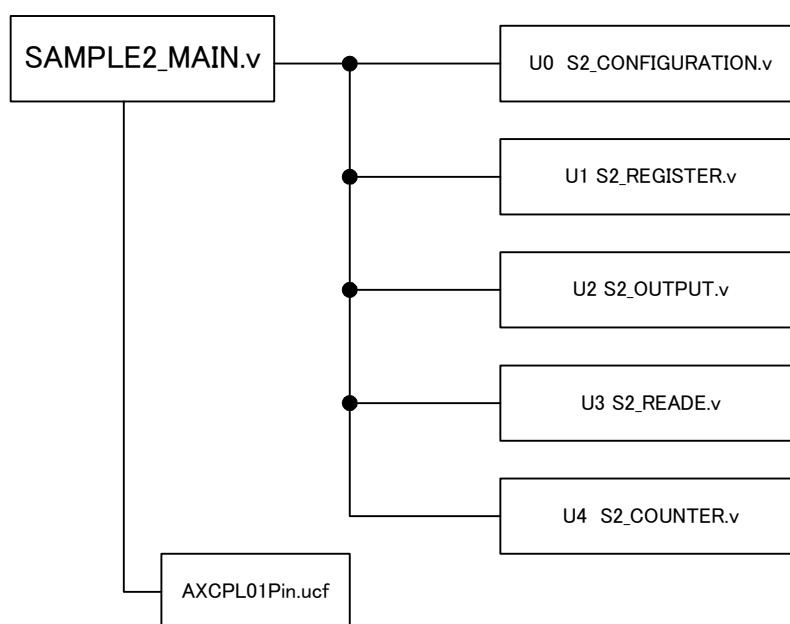 SAMPLE2_MAIN.v
U0 S2_CONFIGURATION.v
U1 S2_REGISTER.v
U2 S2_OUTPUT.v
U3 S2_READE.v
U4 S2_COUNTER.v
AXCPL01Pin.ucf